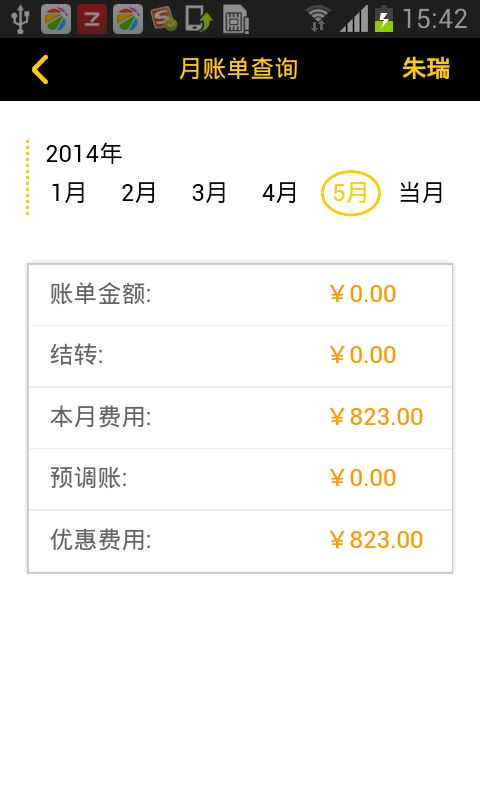 15:42
月账单查询 朱瑞
2014年
1月 2月 3月 4月 5月 当月
账单金额: ￥0.00
结转: ￥0.00
本月费用: ￥823.00
预调账: ￥0.00
优惠费用: ￥823.00